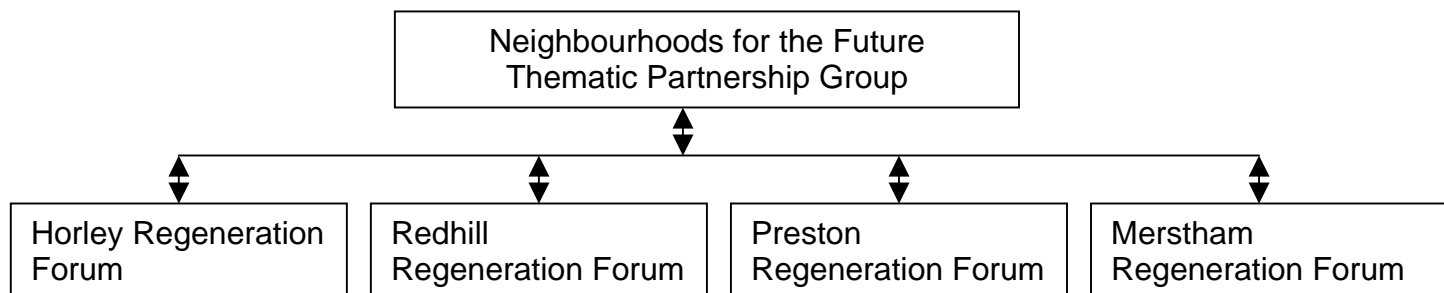 Neighbourhoods for the Future
Thematic Partnership Group
Horley Regeneration
Forum
Redhill
Regeneration Forum
Preston
Regeneration Forum
Merstham
Regeneration Forum